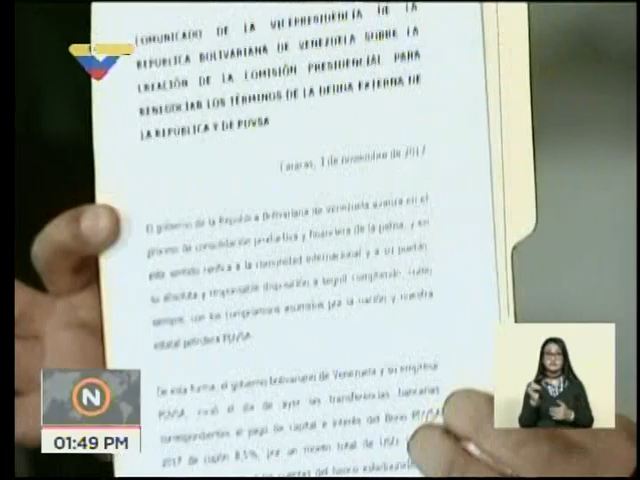 COMUNICADO DE LA VICEPRESIDENCIA DE LA
REPUBLICA BOLIVARIANA DE VENEZUELA SOBRE LA
CREACIÓN DE LA COMISIÓN PRESIDENCIAL PARA
RENEGOCIAR LOS TÉRMINOS DE LA DEUDA EXTERNA DE
LA REPÚBLICA Y DE PDVSA
Caracas, 3 de noviembre de 2017
El gobierno de la República Bolivariana de Venezuela avanza en el
proceso de consolidación productiva y financiera de la patria, y en
este sentido ratifica a la comunidad internacional y a su pueblo,
su absoluta y responsable disposición a seguir cumpliendo, como
siempre, con los compromisos asumidos por la nación y nuestra
estatal petrolera PDVSA.
De esta forma, el gobierno bolivariano de Venezuela y su empresa
PDVSA, el día de ayer las transferencias bancarias
correspondientes al pago de capital e interés del Bono PDVSA
2017 de cupón 8,5%, por un monto total de USD
N
01:49 PM